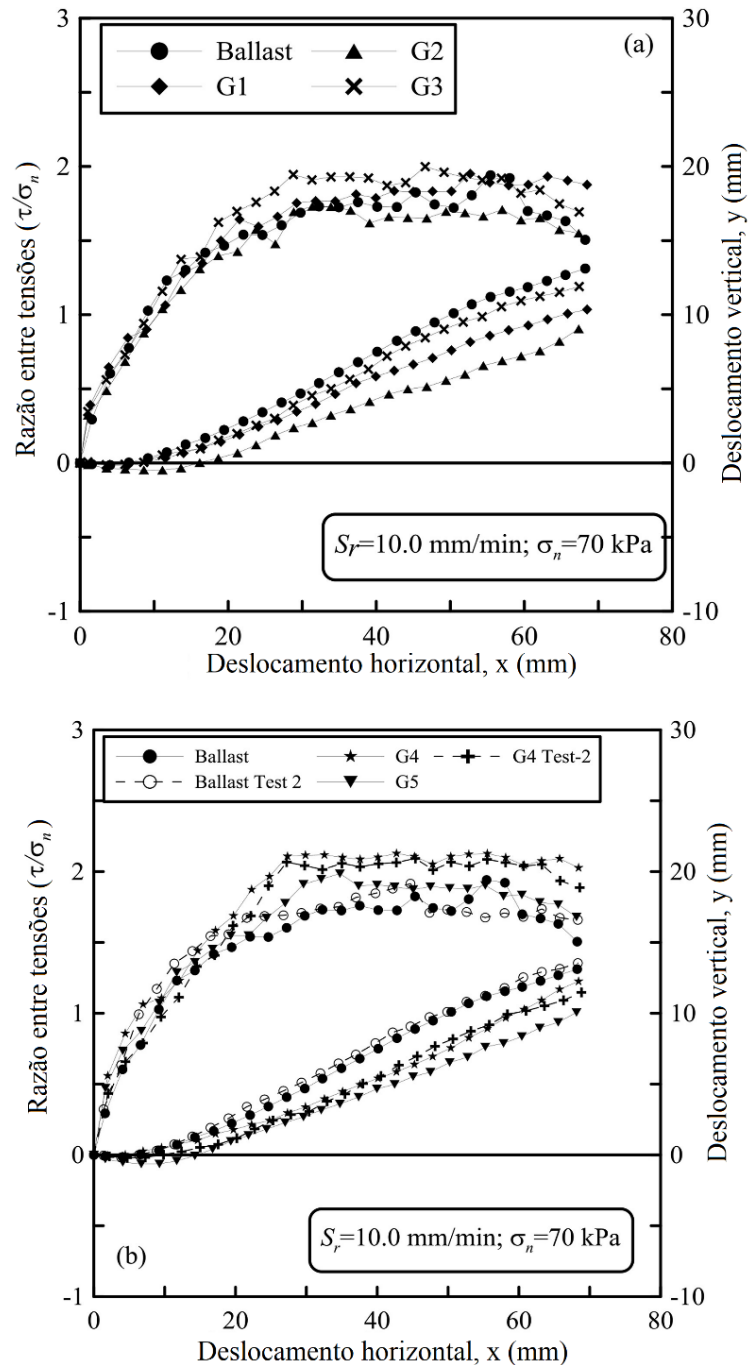 (a)
Ballast
G2
G1
G3
3
2
1
0
-1
30
20
10
0
-10
Razão entre tensões (τ/σn)
Deslocamento vertical, y (mm)
Sr=10.0 mm/min; σn=70 kPa
0
20
40
60
80
Deslocamento horizontal, x (mm)
Ballast
G4
G4 Test-2
Ballast Test 2
G5
3
2
1
0
-1
30
20
10
0
-10
Razão entre tensões (τ/σn)
Deslocamento vertical, y (mm)
Sr=10.0 mm/min; σn=70 kPa
(b)
0
20
40
60
80
Deslocamento horizontal, x (mm)